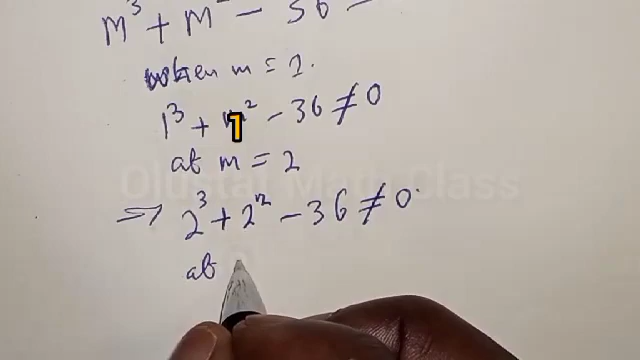 m³ + m² - 36 =
when m = 1.
1³ + 1² - 36 ≠ 0
at m = 2
⇒ 2³ + 2² - 36 ≠ 0.
at